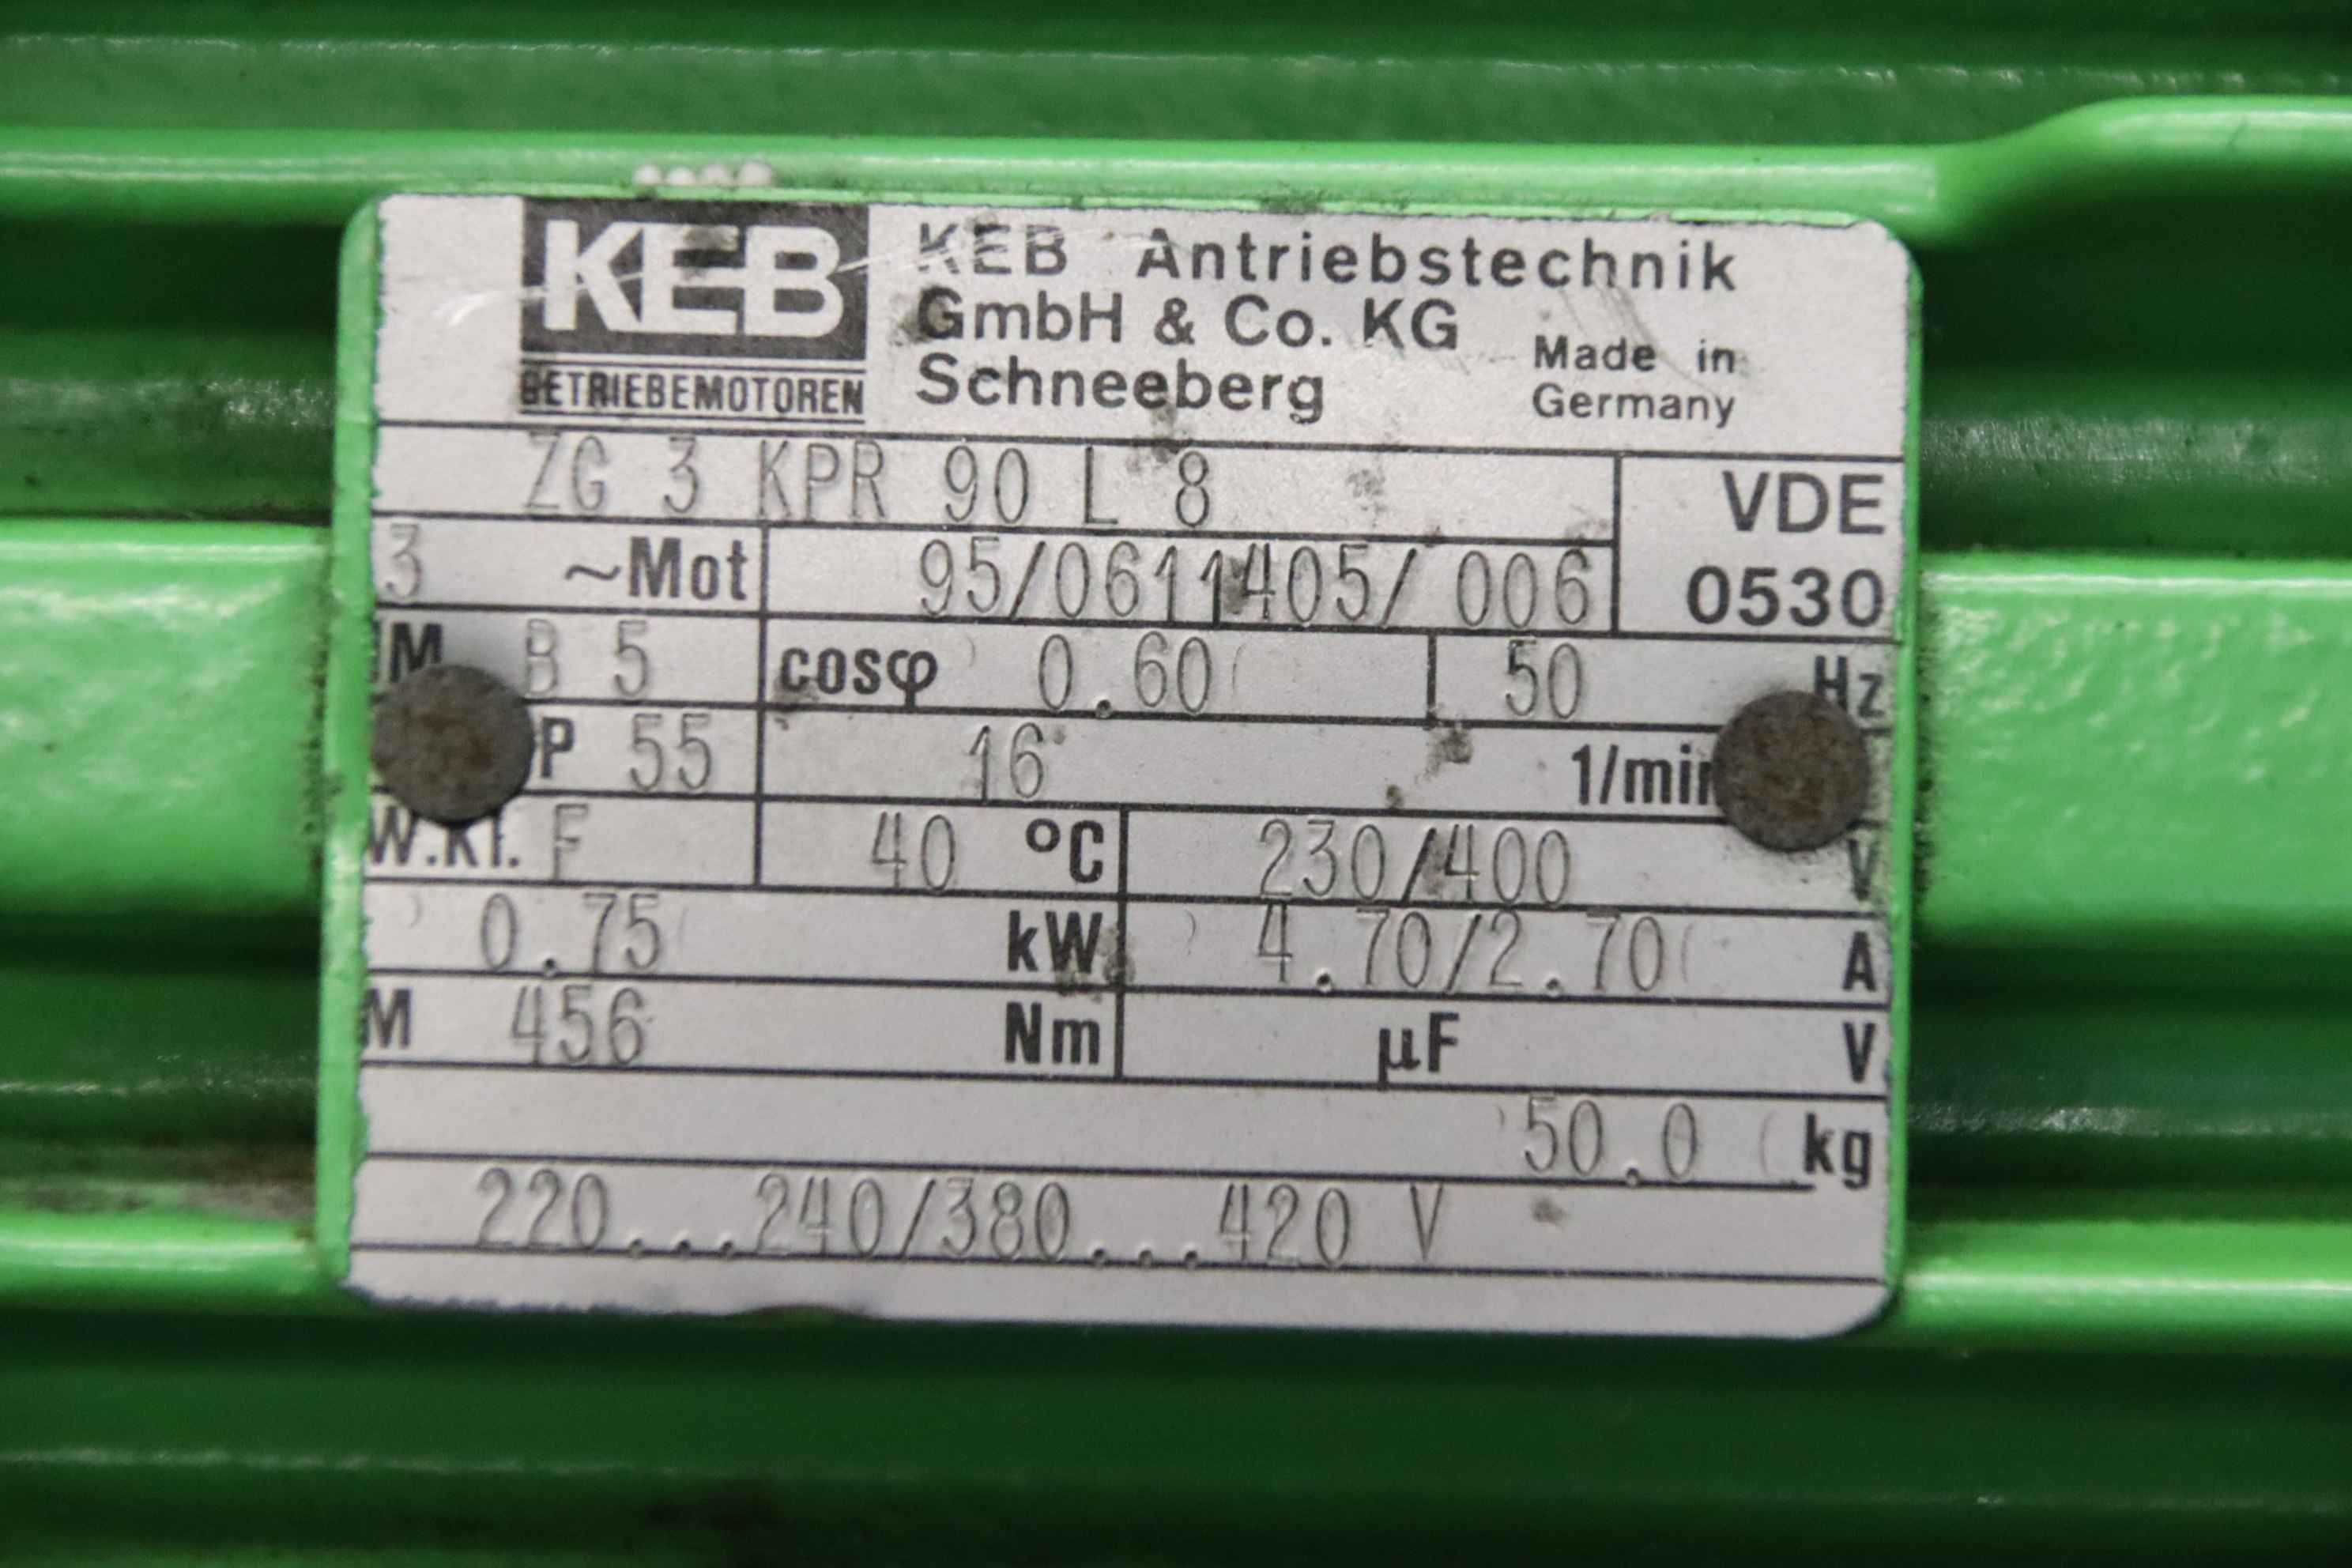 KEB
BETRIEBEMOTOREN
KEB Antriebstechnik
GmbH & Co. KG
Schneeberg
Made in
Germany
ZG 3 KPR 90 L 8
VDE
0530
3 ~Mot
95/0611405/ 006
IM B 5
cosφ 0.60
50 Hz
P 55
16
W.Kl. F
40 °C
230/400 V
0.75 kW
4.70/2.70 A
M 456 Nm
µF V
50.0 kg
220...240/380...420 V